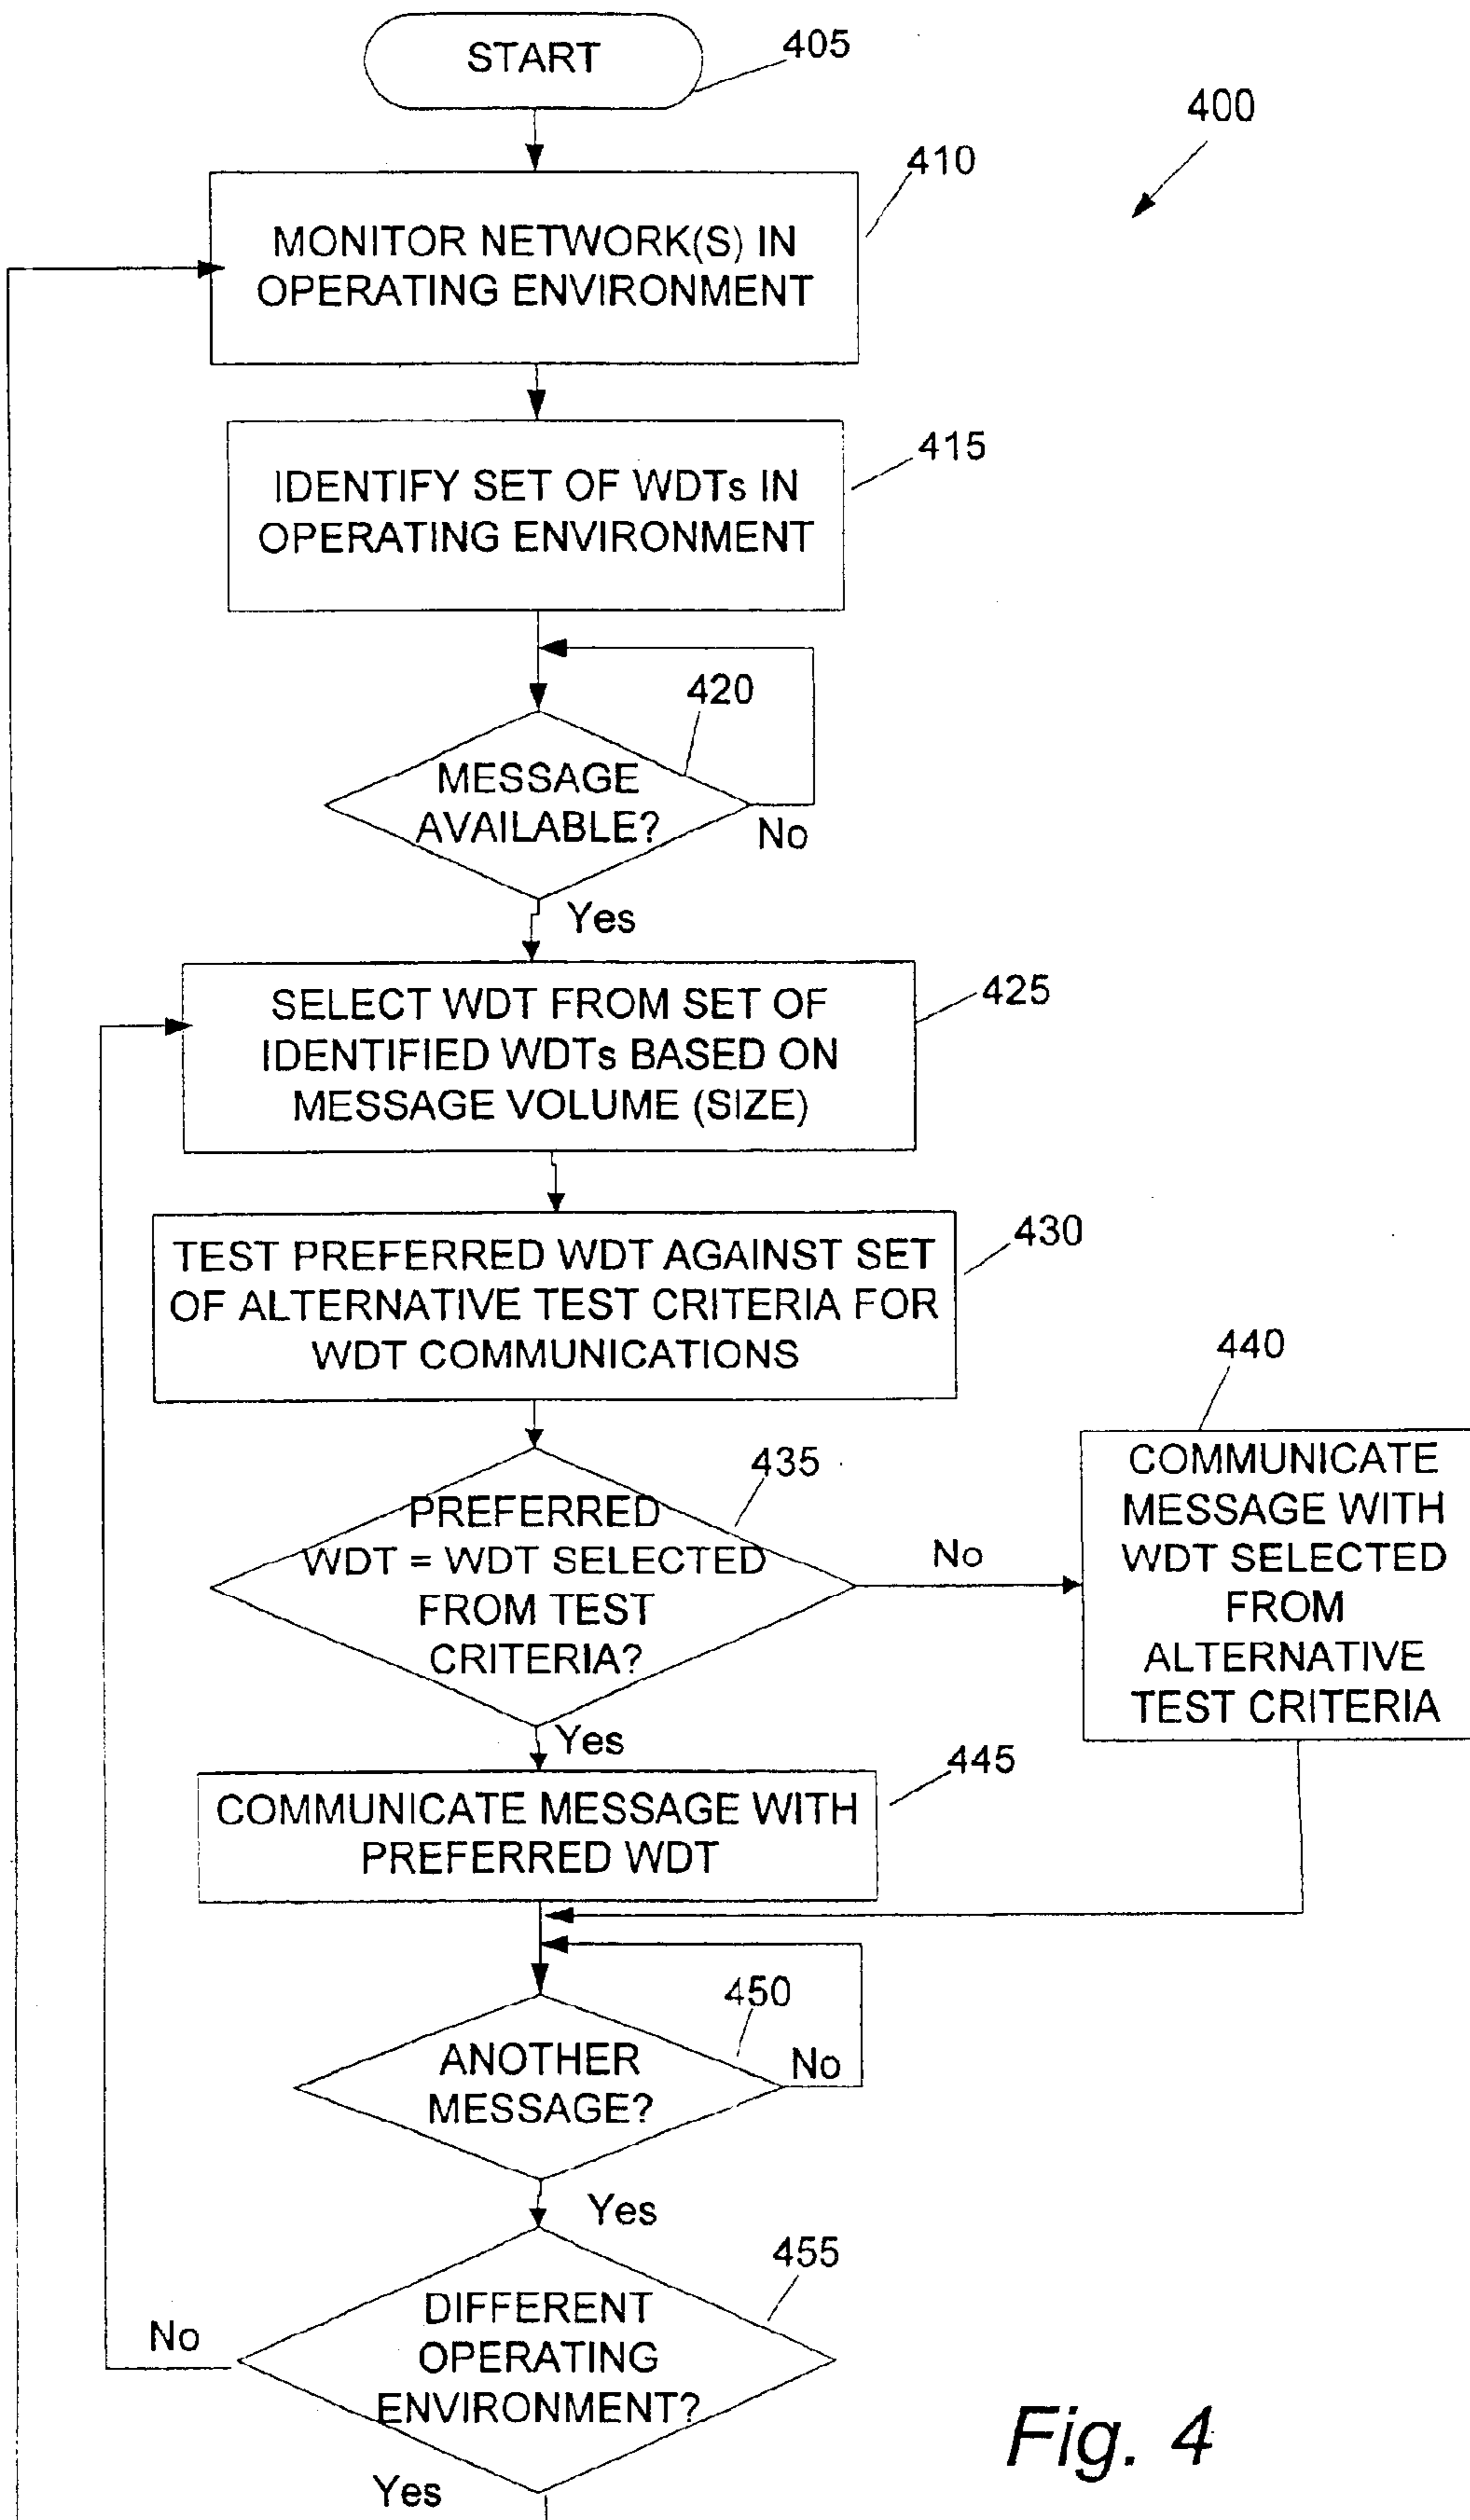 START
405
400
410
MONITOR NETWORK(S) IN
OPERATING ENVIRONMENT
415
IDENTIFY SET OF WDTs IN
OPERATING ENVIRONMENT
420
MESSAGE
AVAILABLE?
No
Yes
425
SELECT WDT FROM SET OF
IDENTIFIED WDTs BASED ON
MESSAGE VOLUME (SIZE)
430
TEST PREFERRED WDT AGAINST SET
OF ALTERNATIVE TEST CRITERIA FOR
WDT COMMUNICATIONS
435
PREFERRED
WDT = WDT SELECTED
FROM TEST
CRITERIA?
No
Yes
440
COMMUNICATE
MESSAGE WITH
WDT SELECTED
FROM
ALTERNATIVE
TEST CRITERIA
445
COMMUNICATE MESSAGE WITH
PREFERRED WDT
450
ANOTHER
MESSAGE?
No
Yes
455
DIFFERENT
OPERATING
ENVIRONMENT?
No
Yes
Fig. 4